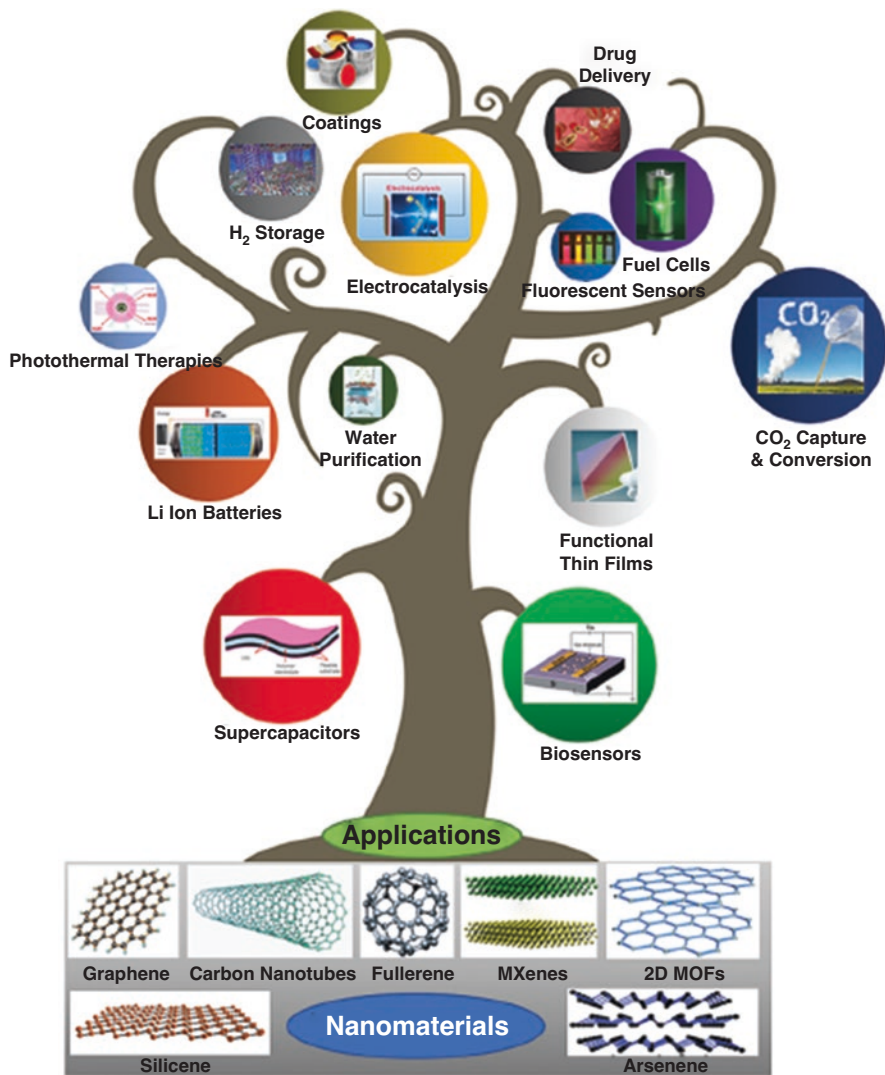 Drug
Delivery
Coatings
H₂ Storage
Electrocatalysis
Electrocatalysis
Fuel Cells
Fluorescent Sensors
CO₂
Photothermal Therapies
Water
Purification
CO₂ Capture
& Conversion
Li Ion Batteries
Functional
Thin Films
Supercapacitors
Biosensors
Applications
Graphene
Carbon Nanotubes
Fullerene
MXenes
2D MOFs
Nanomaterials
Silicene
Arsenene